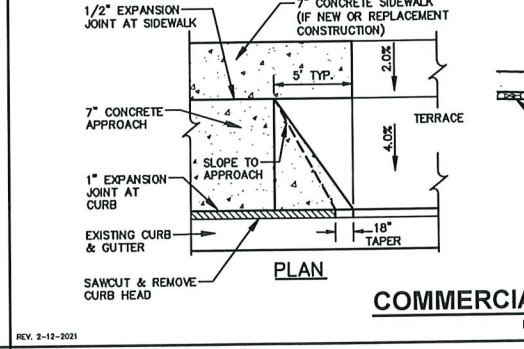 1/2" EXPANSION
JOINT AT SIDEWALK
7" CONCRETE SIDEWALK
(IF NEW OR REPLACEMENT
CONSTRUCTION)
5' TYP.
2.0%
7" CONCRETE
APPROACH
TERRACE
4.0%
SLOPE TO
APPROACH
1" EXPANSION
JOINT AT
CURB
EXISTING CURB
& GUTTER
18"
TAPER
SAWCUT & REMOVE
CURB HEAD
PLAN
COMMERCIA
REV. 2-12-2021